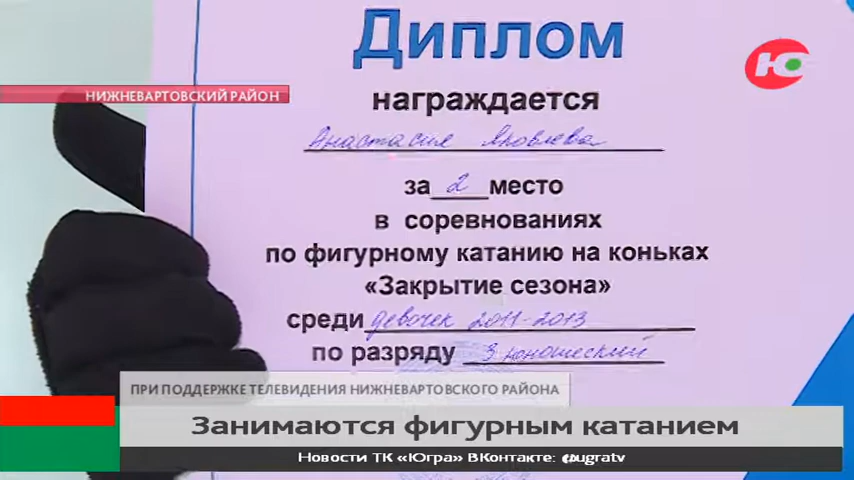 Диплом
Ю
НИЖНЕВАРТОВСКИЙ РАЙОН
награждается
Анастасия Яковлева
за 2 место
в соревнованиях
по фигурному катанию на коньках
«Закрытие сезона»
среди девочек 2011-2013
по разряду 3 юношеский
ПРИ ПОДДЕРЖКЕ ТЕЛЕВИДЕНИЯ НИЖНЕВАРТОВСКОГО РАЙОНА
Занимаются фигурным катанием
Новости ТК «Югра» ВКонтакте: ugratv